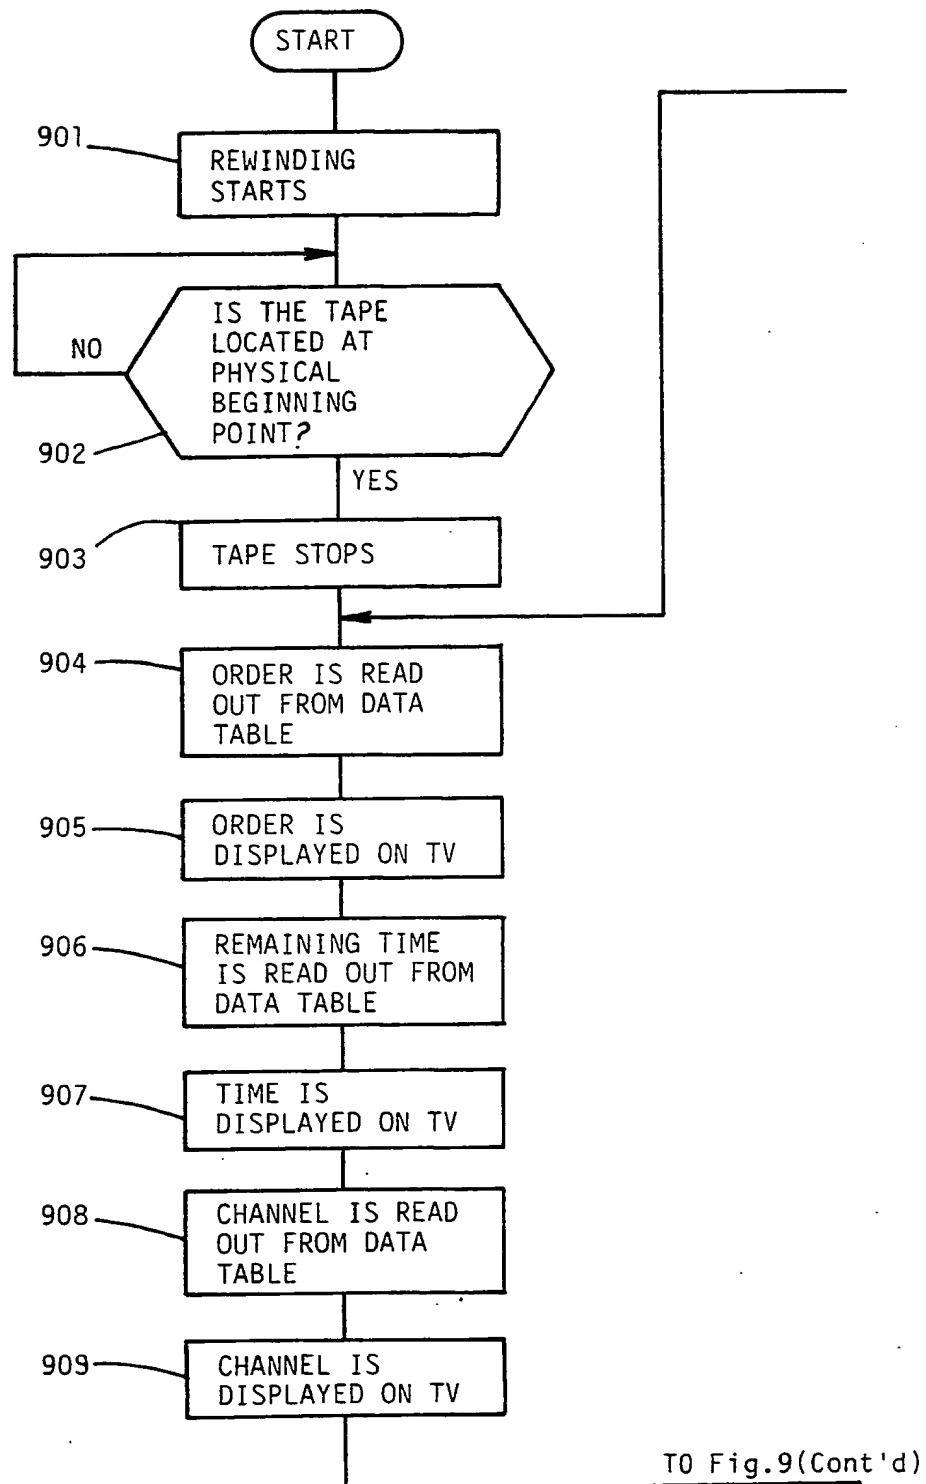 START
901
REWINDING
STARTS
IS THE TAPE
LOCATED AT
PHYSICAL
BEGINNING
POINT?
NO
902
YES
903
TAPE STOPS
904
ORDER IS READ
OUT FROM DATA
TABLE
905
ORDER IS
DISPLAYED ON TV
906
REMAINING TIME
IS READ OUT FROM
DATA TABLE
907
TIME IS
DISPLAYED ON TV
908
CHANNEL IS READ
OUT FROM DATA
TABLE
909
CHANNEL IS
DISPLAYED ON TV
TO Fig.9(Cont'd)